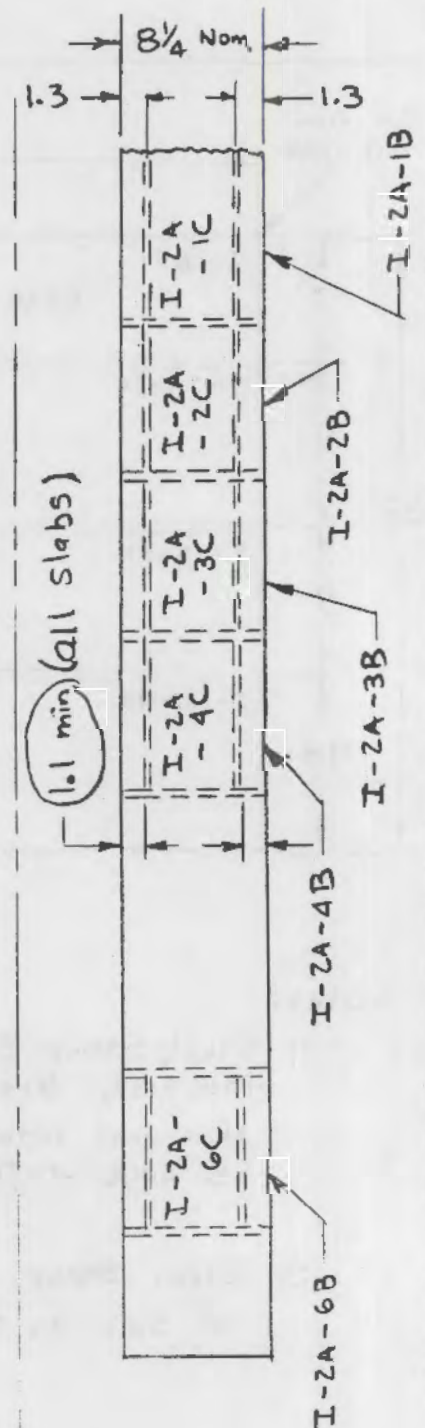 8¼ Nom.
1.3
1.3
I-2A
-1C
I-2A-1B
I-2A
-2C
I-2A-2B
I-2A
-3C
I-2A-3B
1.1 min (all slabs)
I-2A
-4C
I-2A-4B
I-2A-
6C
I-2A-6B